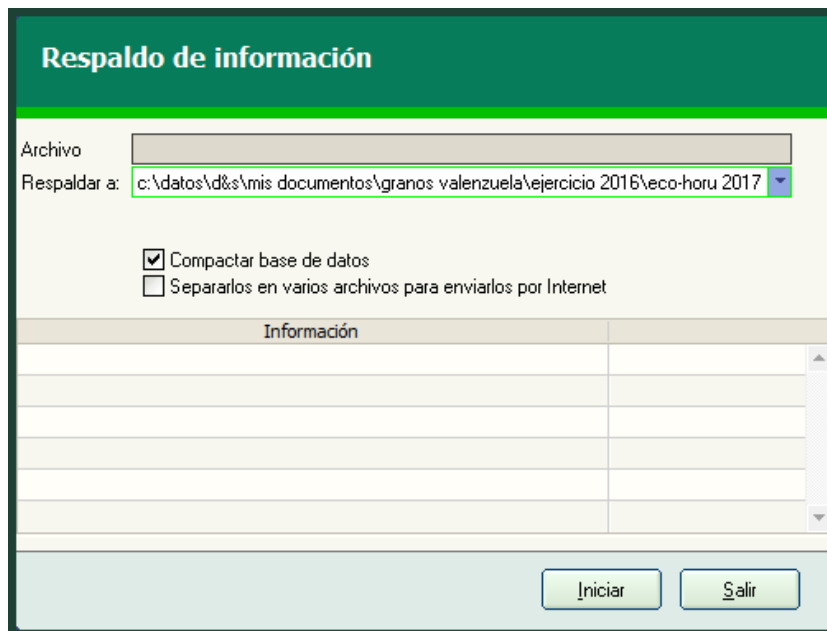 Respaldo de información
Archivo
Respaldar a: c:\datos\d&s\mis documentos\granos valenzuela\ejercicio 2016\eco-horu 2017
Compactar base de datos
Separarlos en varios archivos para enviarlos por Internet
Información
Iniciar Salir